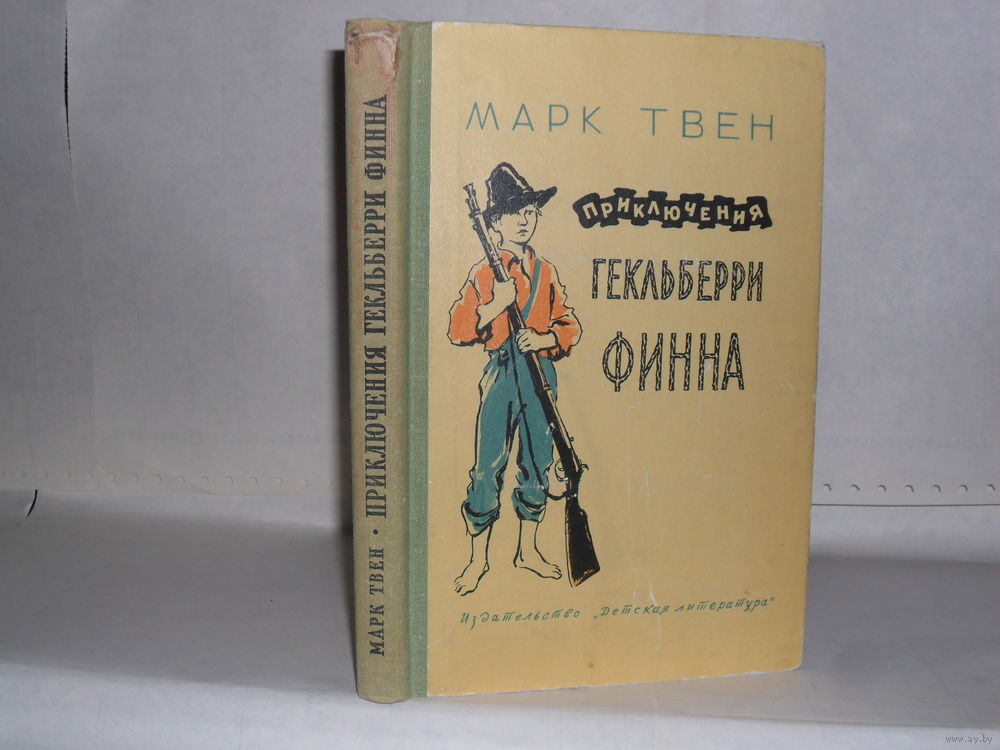 МАРК ТВЕН • ПРИКЛЮЧЕНИЯ ГЕКЛЬБЕРРИ ФИННА
МАРК ТВЕН
ПРИКЛЮЧЕНИЯ
ГЕКЛЬБЕРРИ
ФИННА
Издательство „Детская литература"
www.ay.by